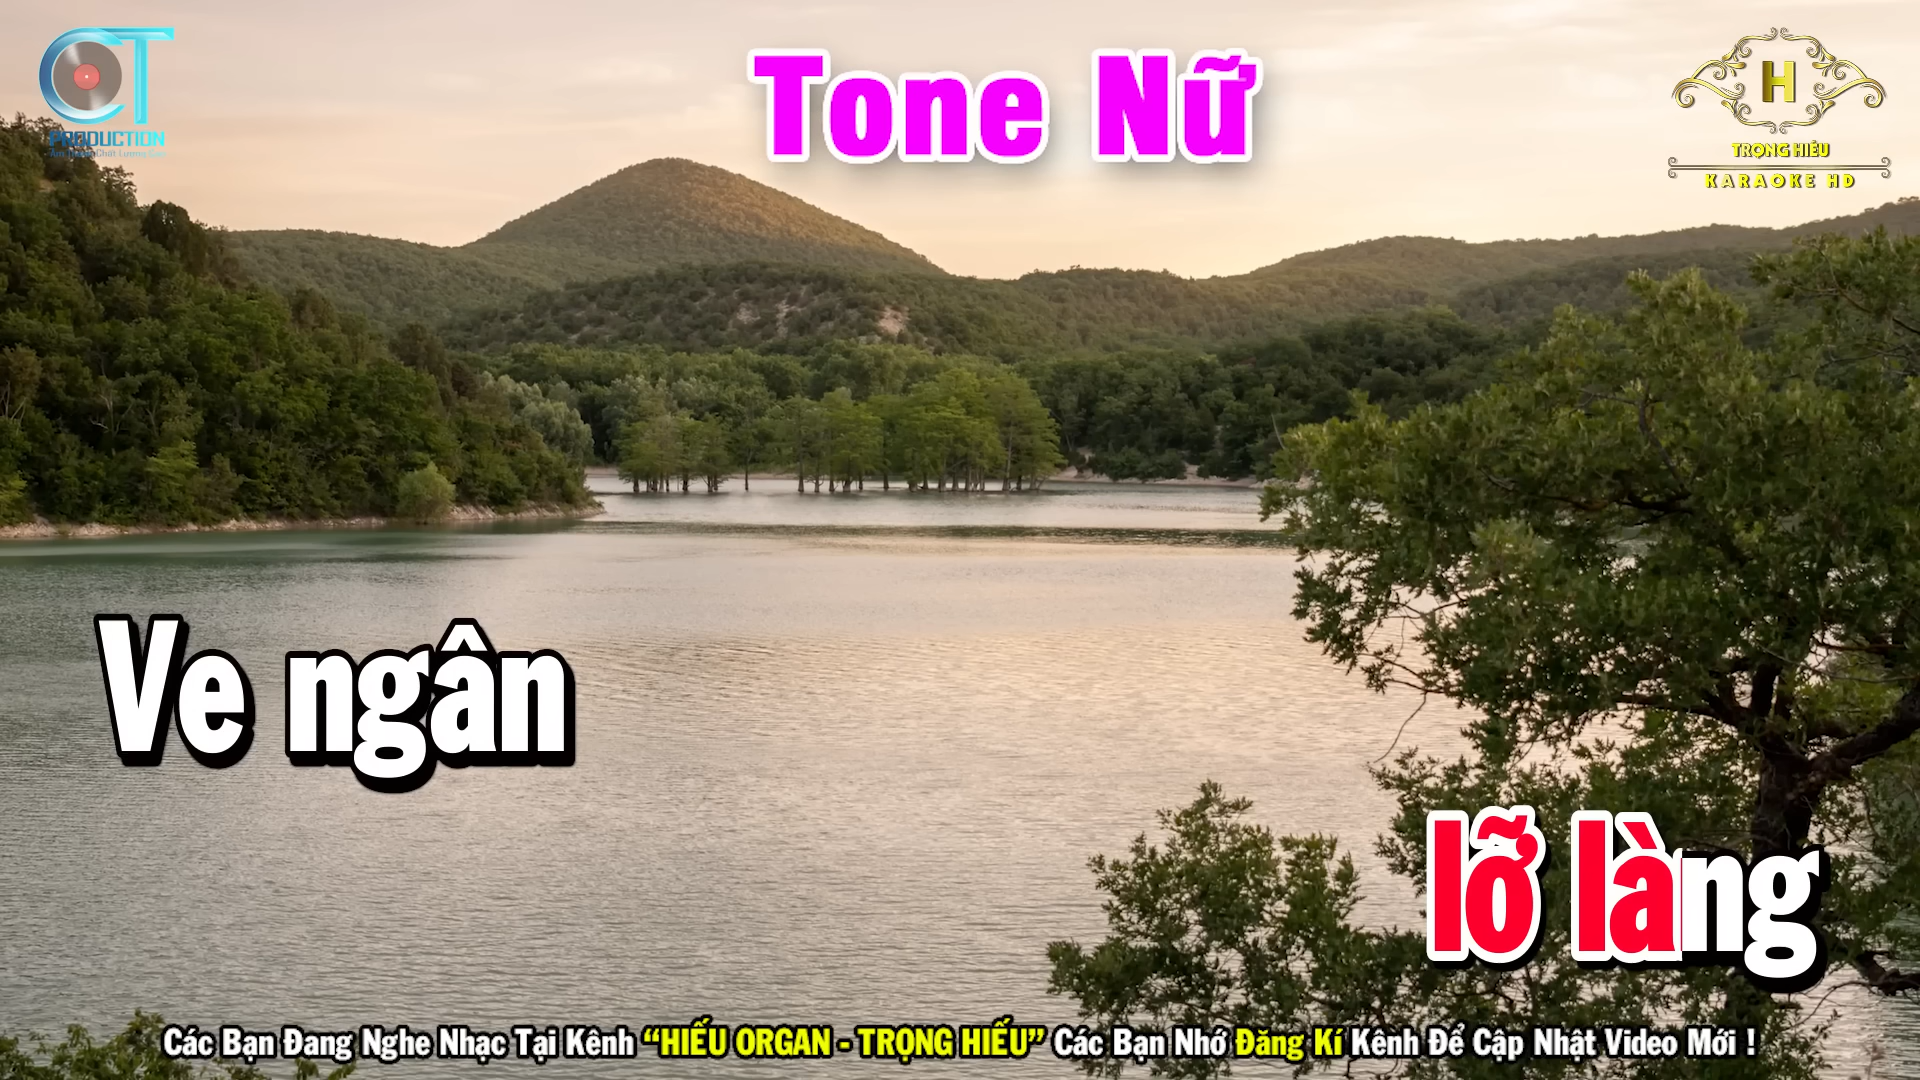 CT
PRODUCTION
Tone Nữ
H
TRỌNG HIẾU
KARAOKE HD
Ve ngân
lỡ làng
Các Bạn Đang Nghe Nhạc Tại Kênh “HIẾU ORGAN - TRỌNG HIẾU” Các Bạn Nhớ Đăng Kí Kênh Để Cập Nhật Video Mới !